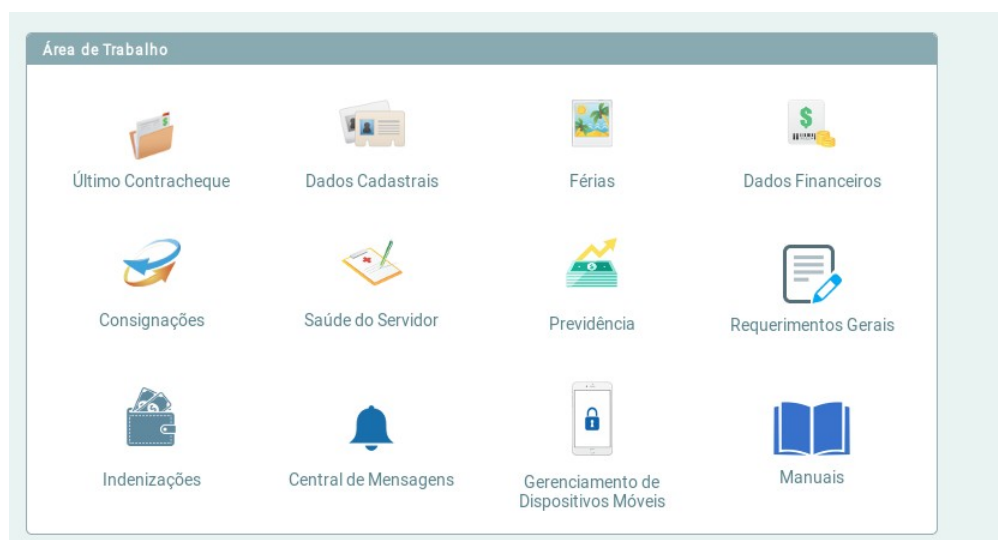 Área de Trabalho
Último Contracheque
Dados Cadastrais
Férias
Dados Financeiros
Consignações
Saúde do Servidor
Previdência
Requerimentos Gerais
Indenizações
Central de Mensagens
Gerenciamento de
Dispositivos Móveis
Manuais